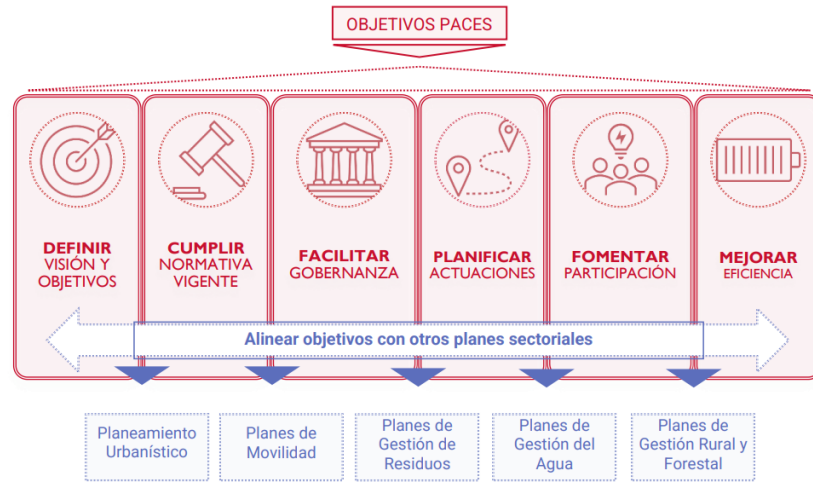 OBJETIVOS PACES
DEFINIR
VISIÓN Y
OBJETIVOS
CUMPLIR
NORMATIVA
VIGENTE
FACILITAR
GOBERNANZA
PLANIFICAR
ACTUACIONES
FOMENTAR
PARTICIPACIÓN
MEJORAR
EFICIENCIA
Alinear objetivos con otros planes sectoriales
Planeamiento
Urbanístico
Planes de
Movilidad
Planes de
Gestión de
Residuos
Planes de
Gestión del
Agua
Planes de
Gestión Rural y
Forestal